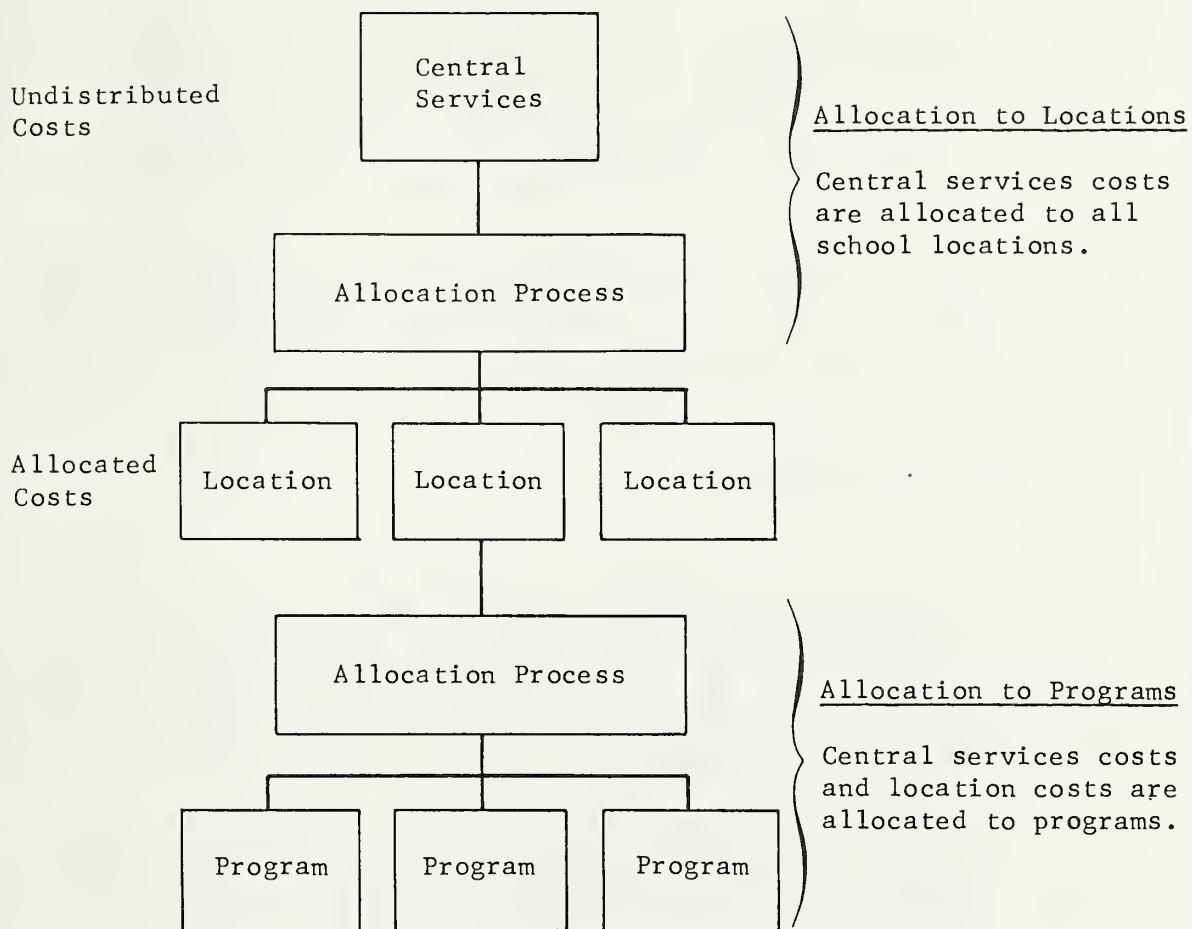 Central
Services
Undistributed
Costs
Allocation to Locations
Central services costs
are allocated to all
school locations.
Allocation Process
Allocated
Costs
Location
Location
Location
Allocation Process
Allocation to Programs
Central services costs
and location costs are
allocated to programs.
Program
Program
Program